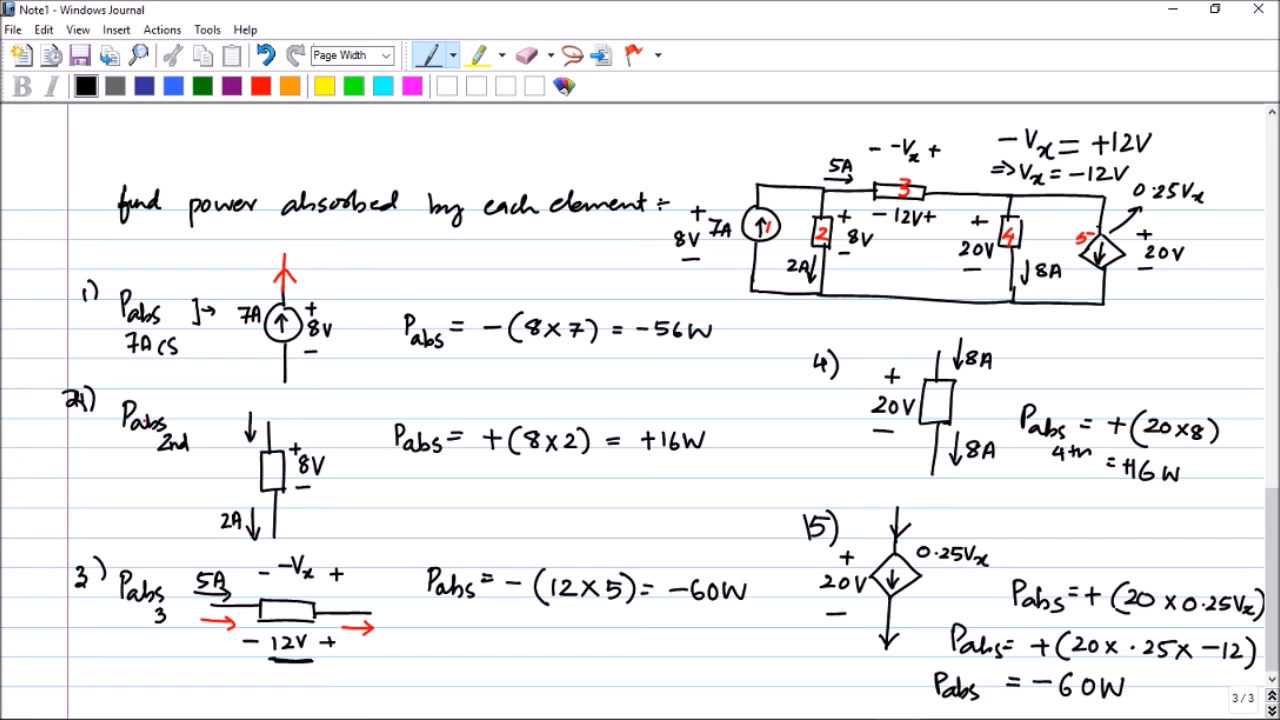 Note1 - Windows Journal
File Edit View Insert Actions Tools Help
Page Width
B I
find power absorbed by each element :-
5A
- -Vx +
-Vx = +12V
⇒ Vx = -12V
0.25Vx
+ 8V -
7A
1
2
+ 8V -
2A
3
- 12V +
+ 20V -
4
8A
5
+ 20V -
1) Pabs 7A CS ]→
7A
+ 8V -
Pabs = -(8×7) = -56W
Pabs 2nd
+ 8V -
2A
Pabs = +(8×2) = +16W
3) Pabs 3
5A
- -Vx +
- 12V +
Pabs = -(12×5) = -60W
4)
8A
+ 20V -
8A
Pabs 4th = +(20×8)
= +16W
5)
0.25Vx
+ 20V -
Pabs = +(20 × 0.25Vx)
Pabs = +(20 × .25 × -12)
Pabs = -60W
3 / 3